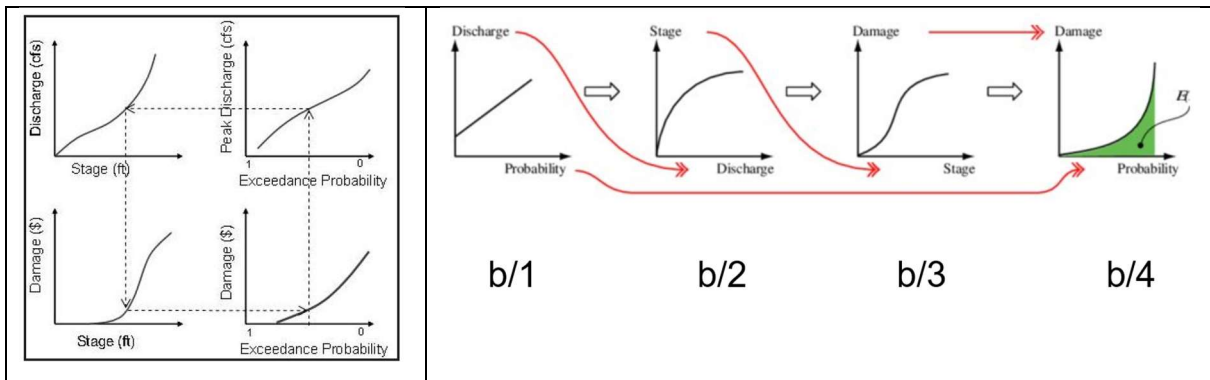 Discharge (cfs)
Stage (ft)
Peak Discharge (cfs)
1
0
Exceedance Probability
Damage ($)
Stage (ft)
Damage ($)
1
0
Exceedance Probability
Discharge
Probability
Stage
Discharge
Damage
Stage
Damage
Probability
b/1
b/2
b/3
b/4